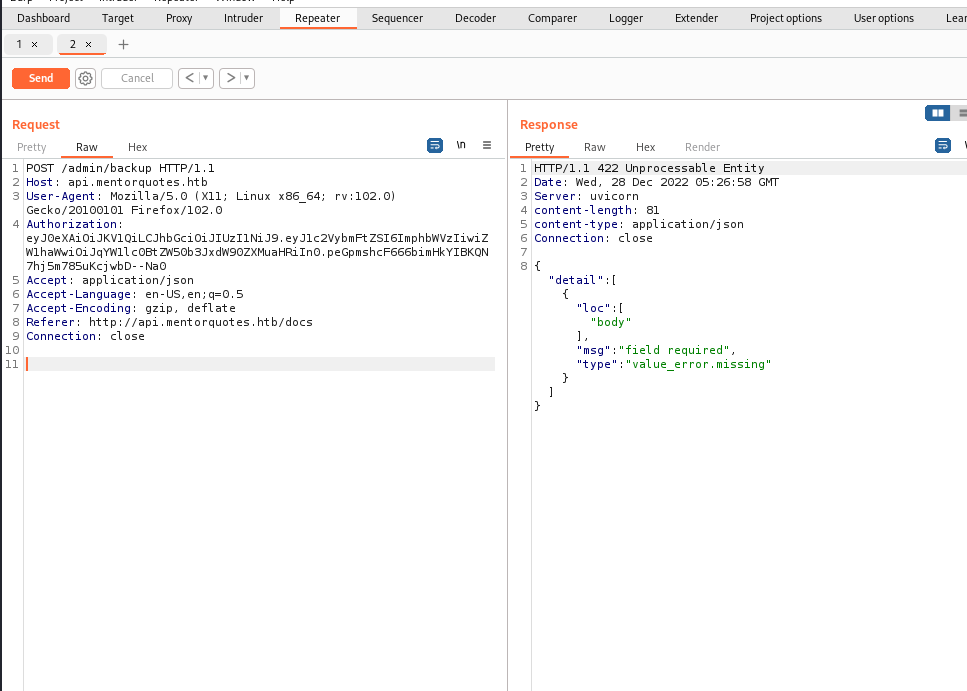 Dashboard Target Proxy Intruder Repeater Sequencer Decoder Comparer Logger Extender Project options User options
1 × 2 × +
Send Cancel < ▾ > ▾
Request
Pretty Raw Hex \n
1 POST /admin/backup HTTP/1.1
2 Host: api.mentorquotes.htb
3 User-Agent: Mozilla/5.0 (X11; Linux x86_64; rv:102.0)
Gecko/20100101 Firefox/102.0
4 Authorization:
eyJ0eXAiOiJKV1QiLCJhbGciOiJIUzI1NiJ9.eyJ1c2VybmFtZSI6ImphbWVzIiwiZ
W1haWwiOiJqYW1lc0BtZW50b3JxdW90ZXMuaHRiIn0.peGpmshcF666bimHkYIBKQN
7hj5m785uKcjwbD--Na0
5 Accept: application/json
6 Accept-Language: en-US,en;q=0.5
7 Accept-Encoding: gzip, deflate
8 Referer: http://api.mentorquotes.htb/docs
9 Connection: close
10
11
Response
Pretty Raw Hex Render
1 HTTP/1.1 422 Unprocessable Entity
2 Date: Wed, 28 Dec 2022 05:26:58 GMT
3 Server: uvicorn
4 content-length: 81
5 content-type: application/json
6 Connection: close
7
8 {
"detail":[
{
"loc":[
"body"
],
"msg":"field required",
"type":"value_error.missing"
}
]
}